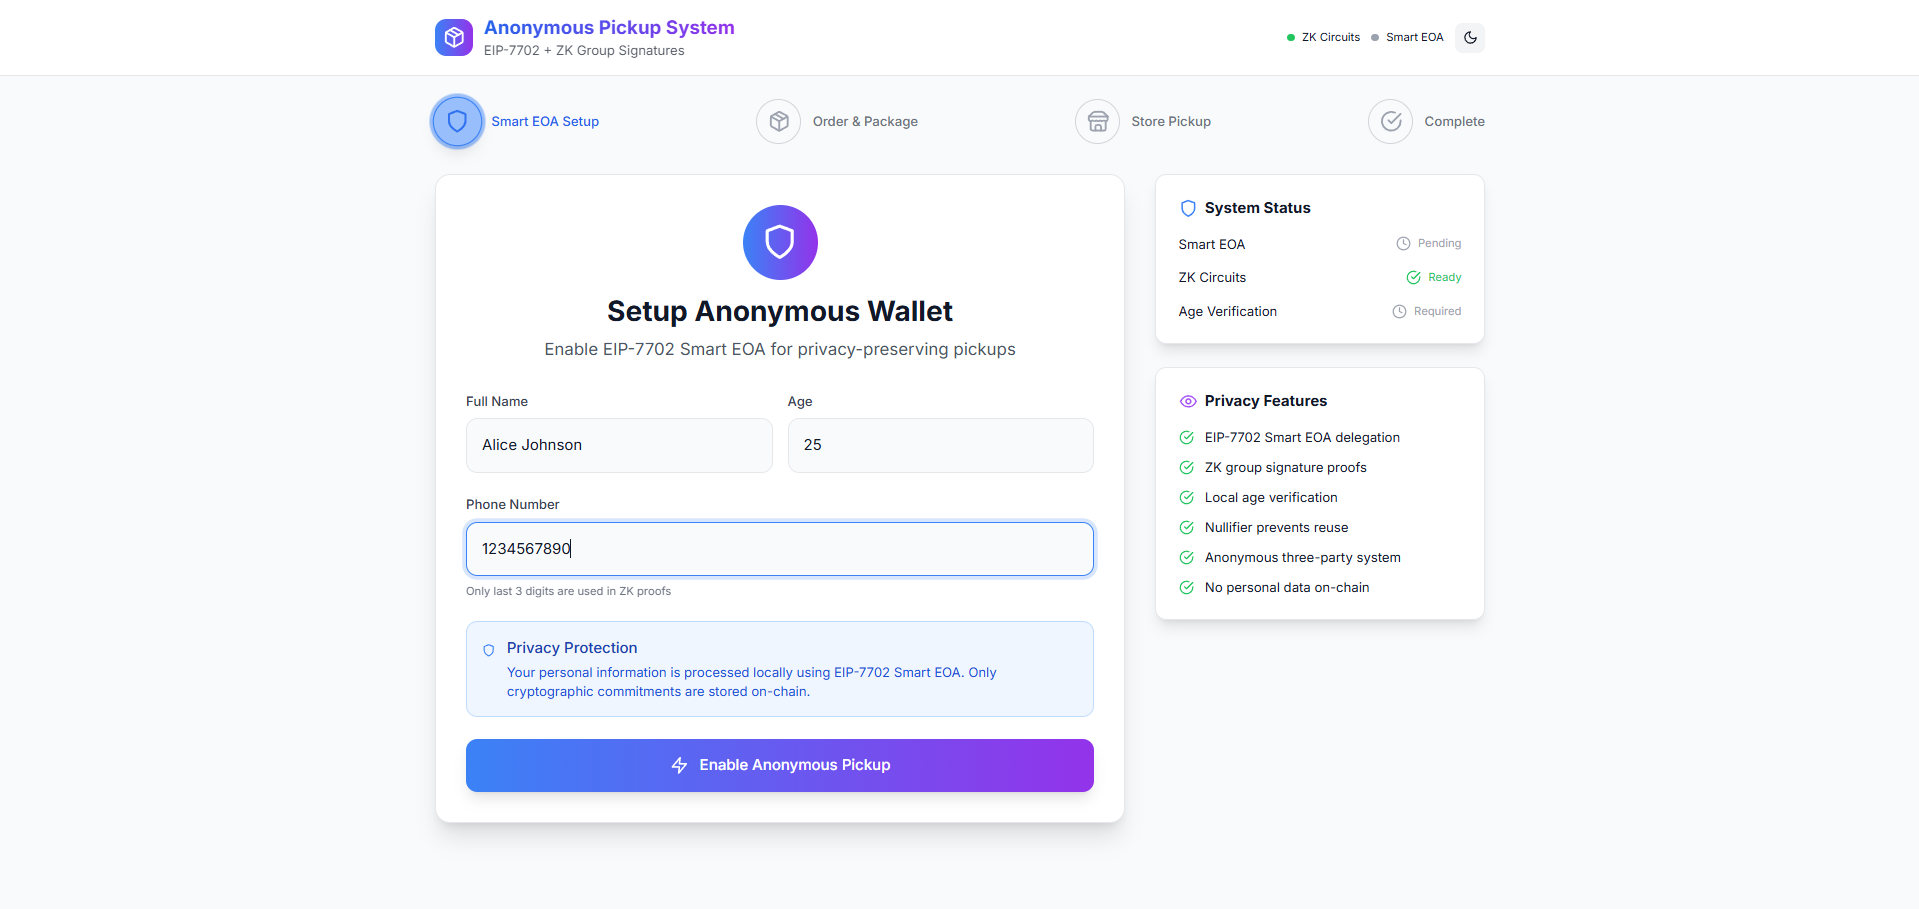 Anonymous Pickup System
EIP-7702 + ZK Group Signatures
ZK Circuits
Smart EOA
Smart EOA Setup
Order & Package
Store Pickup
Complete
Setup Anonymous Wallet
Enable EIP-7702 Smart EOA for privacy-preserving pickups
Full Name
Age
Alice Johnson
25
Phone Number
1234567890
Only last 3 digits are used in ZK proofs
Privacy Protection
Your personal information is processed locally using EIP-7702 Smart EOA. Only
cryptographic commitments are stored on-chain.
Enable Anonymous Pickup
System Status
Smart EOA
Pending
ZK Circuits
Ready
Age Verification
Required
Privacy Features
EIP-7702 Smart EOA delegation
ZK group signature proofs
Local age verification
Nullifier prevents reuse
Anonymous three-party system
No personal data on-chain